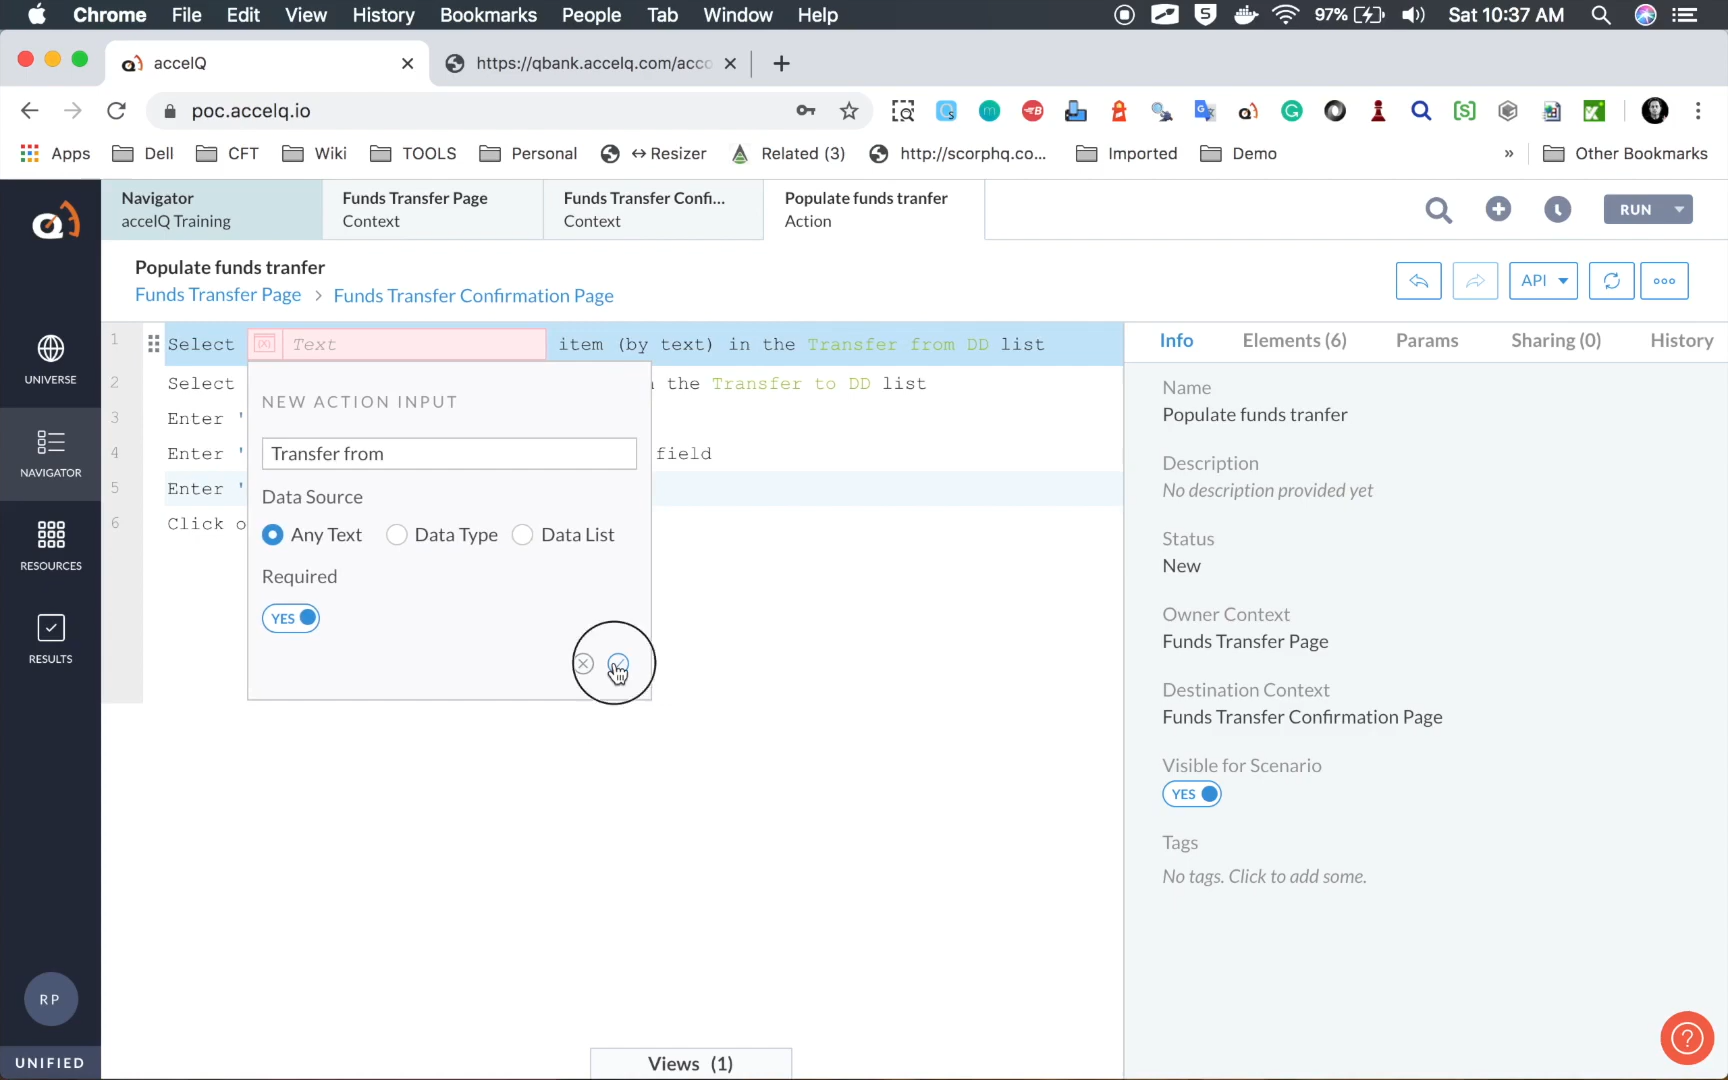 Chrome File Edit View History Bookmarks People Tab Window Help 5 97% Sat 10:37 AM
accelQ https://qbank.accelq.com/acco
poc.accelq.io
Apps Dell CFT Wiki TOOLS Personal ↔Resizer Related (3) http://scorphq.co... Imported Demo » Other Bookmarks
Navigator
accelQ Training
Funds Transfer Page
Context
Funds Transfer Confi...
Context
Populate funds tranfer
Action
RUN
Populate funds tranfer
Funds Transfer Page > Funds Transfer Confirmation Page
API
UNIVERSE
NAVIGATOR
RESOURCES
RESULTS
RP
UNIFIED
1 Select Text item (by text) in the Transfer from DD list
2 Select the Transfer to DD list
3 Enter '
4 Enter ' field
5 Enter '
6 Click o
NEW ACTION INPUT
Transfer from
Data Source
Any Text Data Type Data List
Required
YES
Info Elements (6) Params Sharing (0) History
Name
Populate funds tranfer
Description
No description provided yet
Status
New
Owner Context
Funds Transfer Page
Destination Context
Funds Transfer Confirmation Page
Visible for Scenario
YES
Tags
No tags. Click to add some.
Views (1)
?